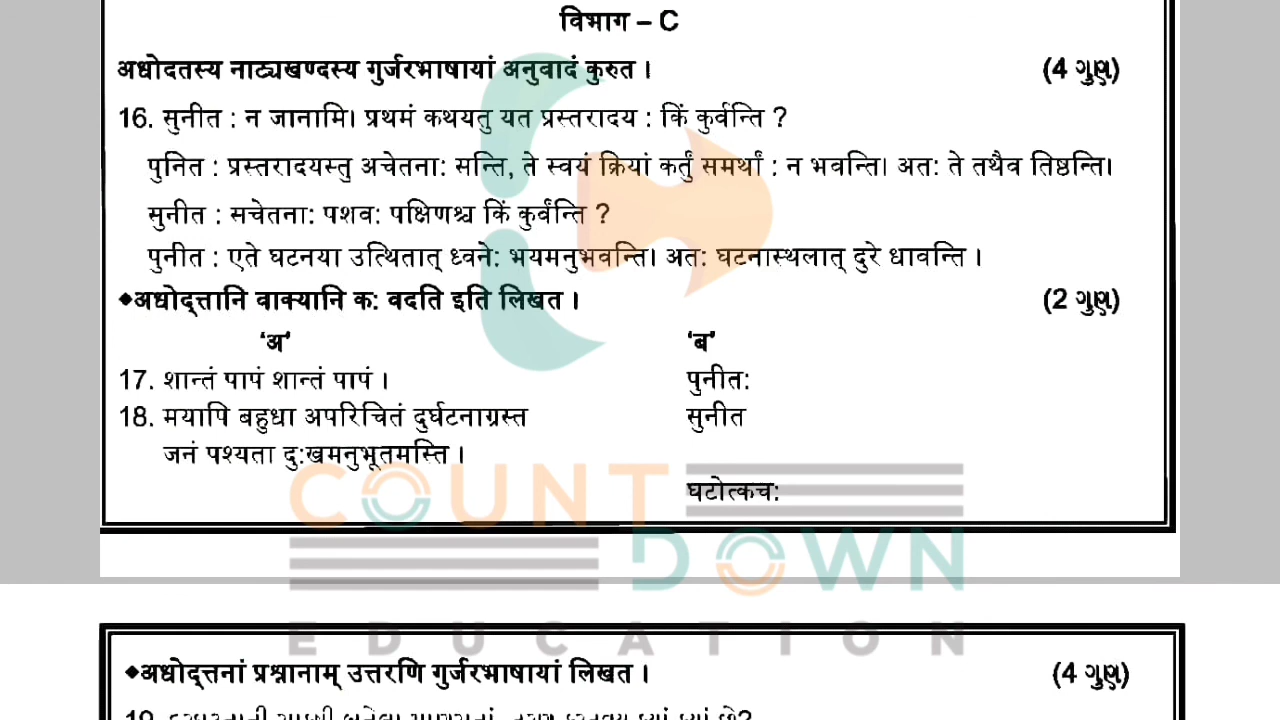 विभाग – C
अधोदतस्य नाट्यखण्दस्य गुर्जरभाषायां अनुवादं कुरुत । (4 ગુણ)
16. सुनीत : न जानामि। प्रथमं कथयतु यत प्रस्तरादय : किं कुर्वन्ति ?
पुनित : प्रस्तरादयस्तु अचेतना: सन्ति, ते स्वयं क्रियां कर्तुं समर्थां : न भवन्ति। अत: ते तथैव तिष्ठन्ति।
सुनीत : सचेतना: पशव: पक्षिणश्च किं कुर्वंन्ति ?
पुनीत : एते घटनया उत्थितात् ध्वने: भयमनुभवन्ति। अत: घटनास्थलात् दुरे धावन्ति ।
♦अधोद्त्तानि वाक्यानि क: वदति इति लिखत । (2 ગુણ)
‘अ’ ‘ब’
17. शान्तं पापं शान्तं पापं । पुनीत:
18. मयापि बहुधा अपरिचितं दुर्घटनाग्रस्त सुनीत
जनं पश्यता दु:खमनुभूतमस्ति ।
घटोत्कच:
COUNT
DOWN
EDUCATION
♦अधोद्त्तनां प्रश्नानाम् उत्तरणि गुर्जरभाषायां लिखत । (4 ગુણ)